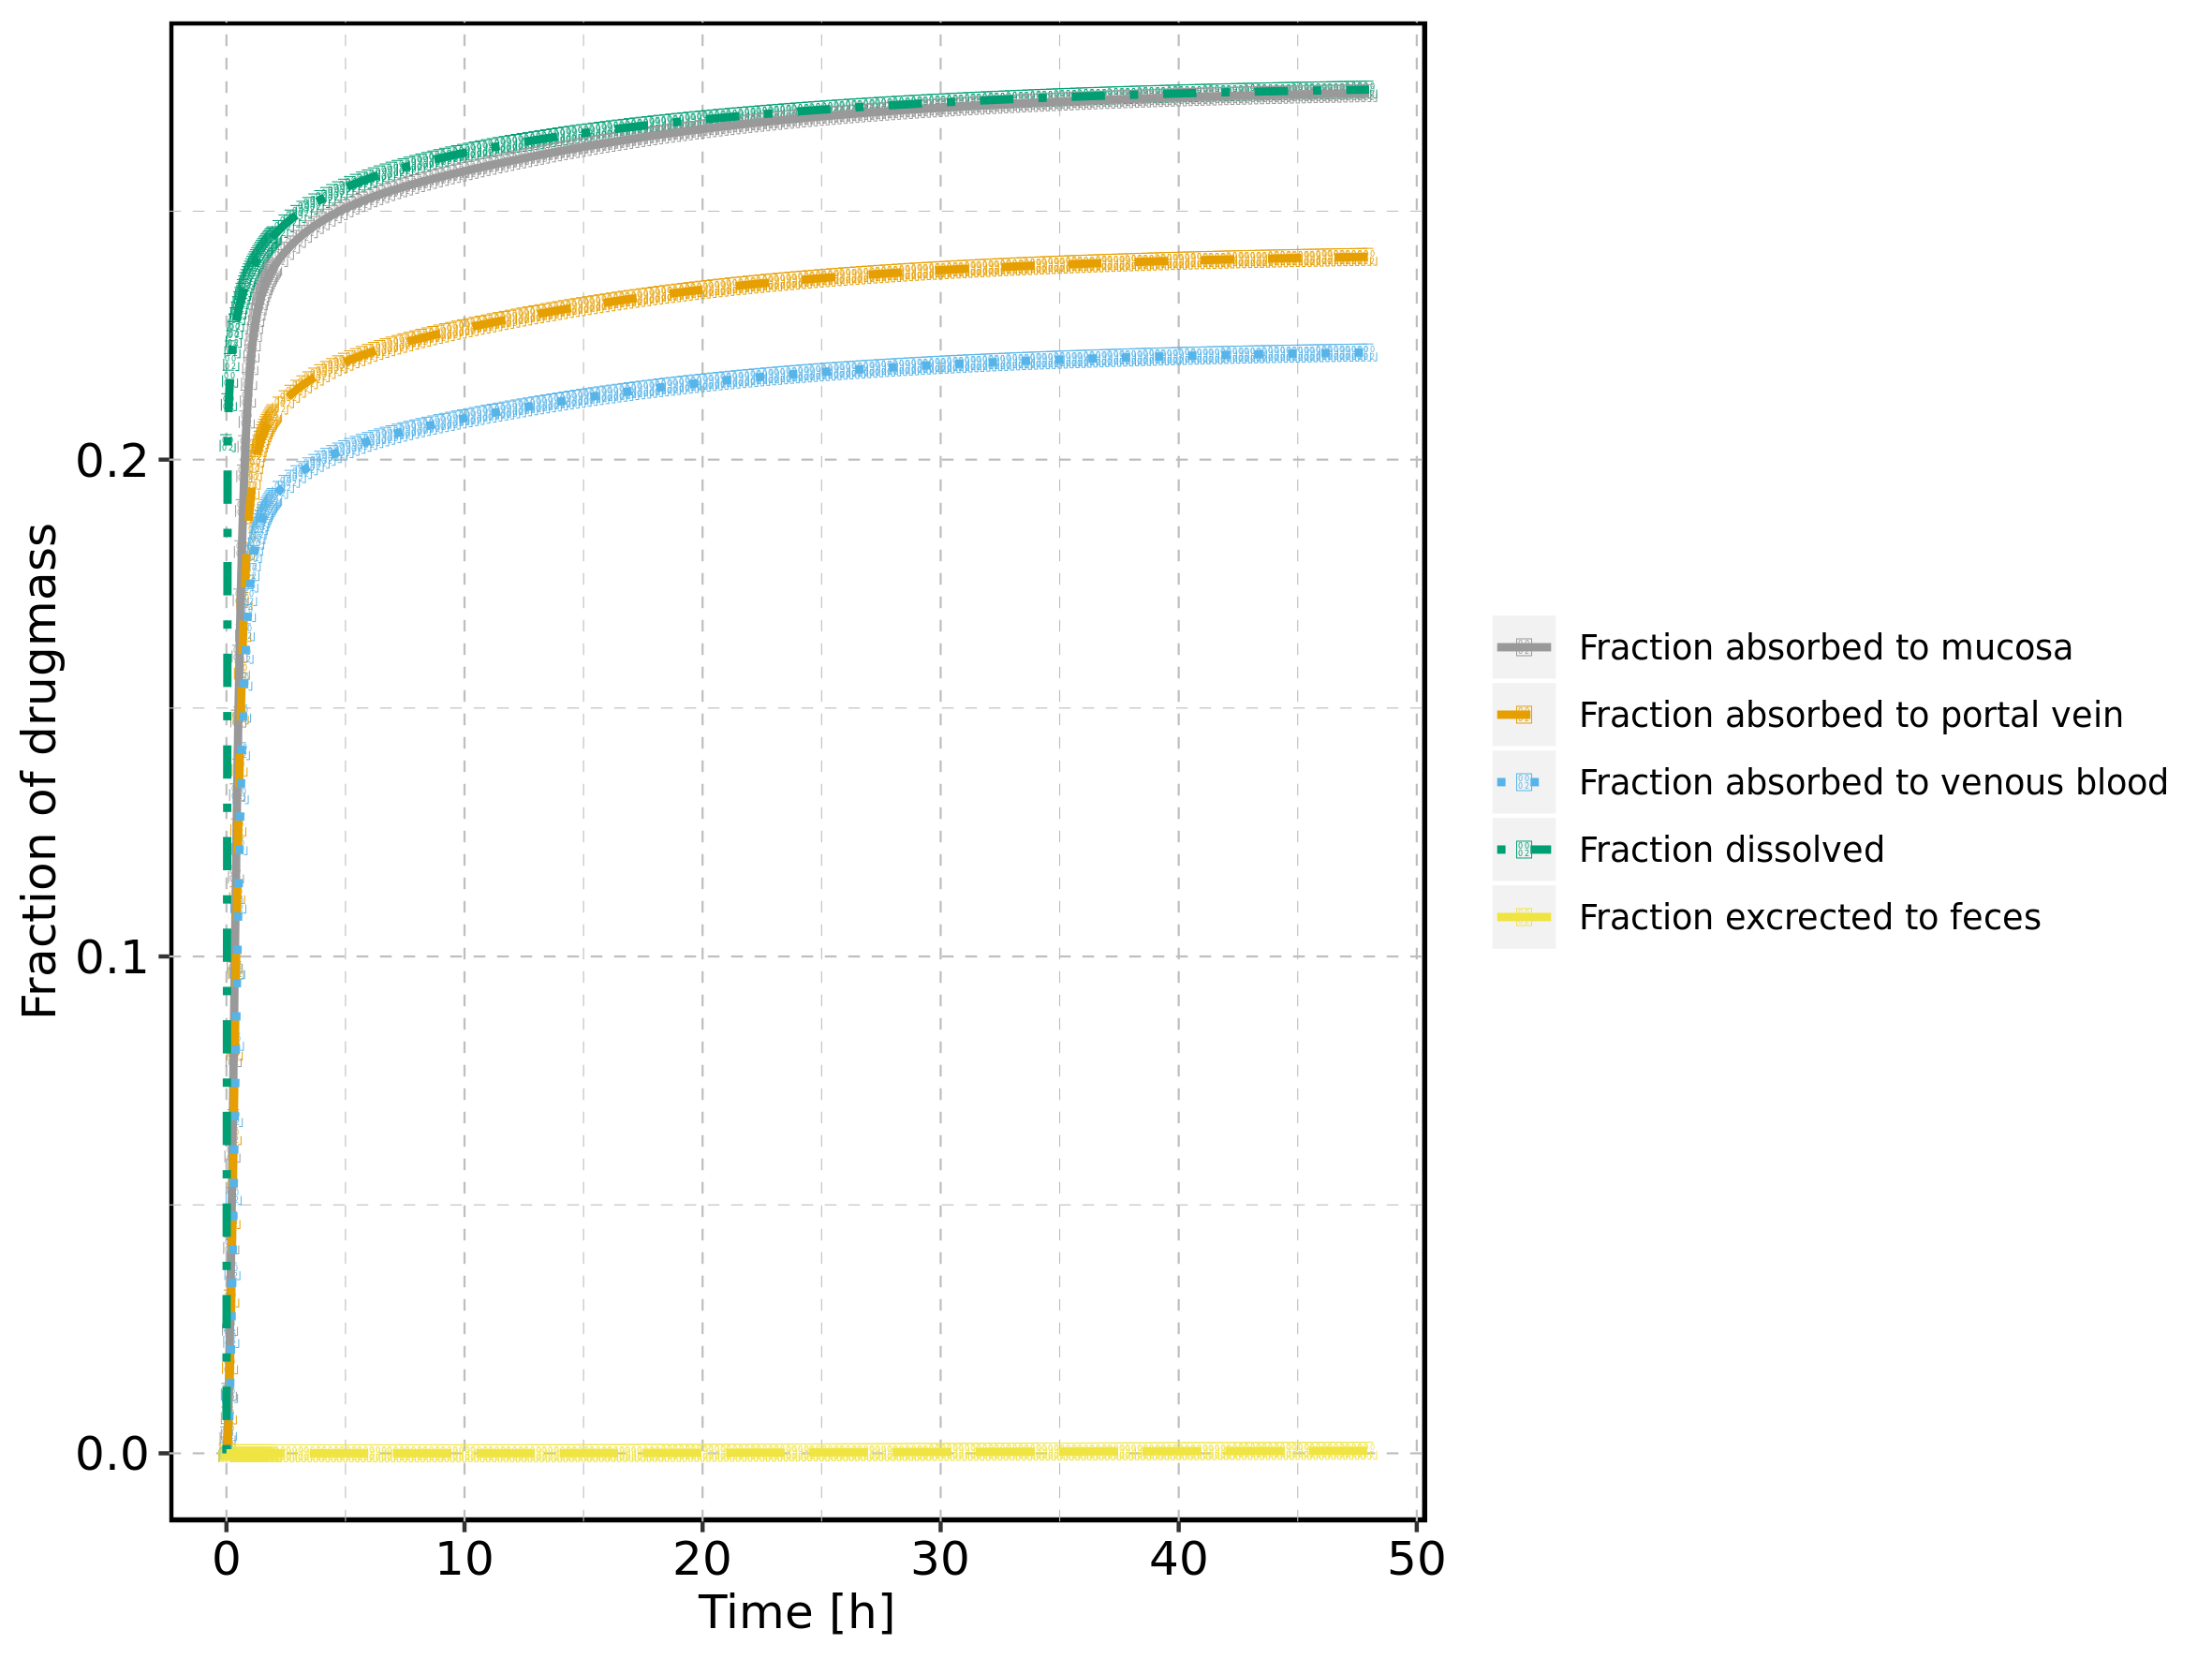 Fraction of drugmass
0.2
0.1
0.0
0 10 20 30 40 50
Time [h]
Fraction absorbed to mucosa
Fraction absorbed to portal vein
Fraction absorbed to venous blood
Fraction dissolved
Fraction excrected to feces